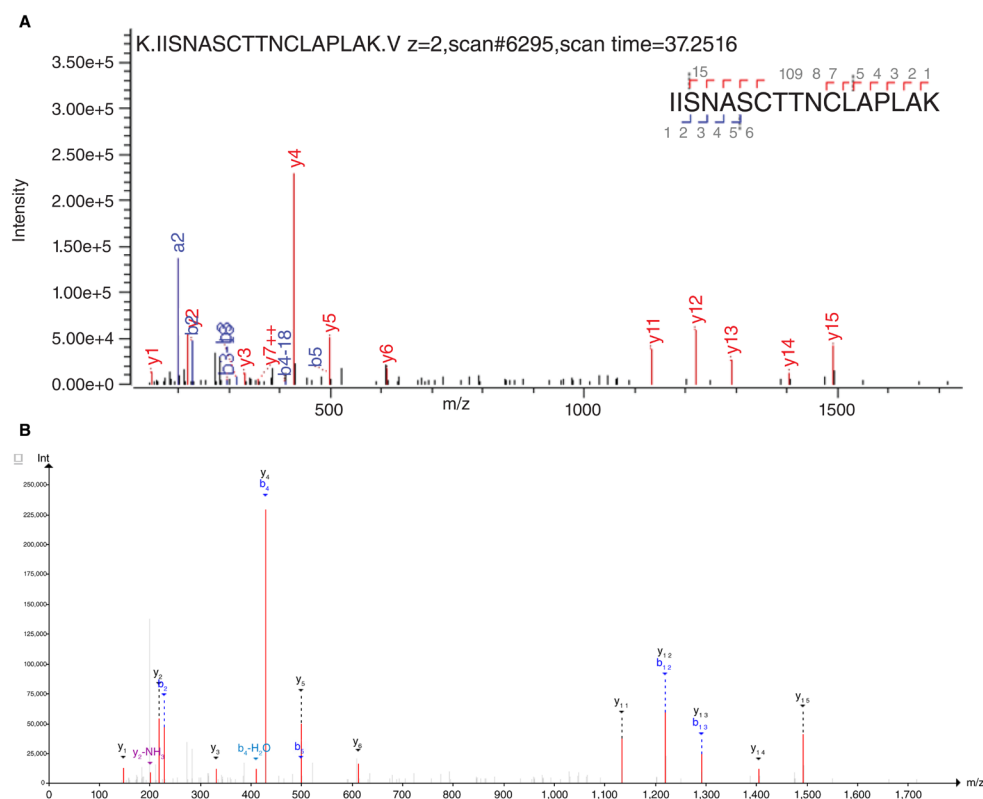 A
K.IISNASCTTNCLAPLAK.V z=2,scan#6295,scan time=37.2516
15 109 8 7 5 4 3 2 1
IISNASCTTNCLAPLAK
1 2 3 4 5 6
Intensity
3.50e+5
3.00e+5
2.50e+5
2.00e+5
1.50e+5
1.00e+5
5.00e+4
0.00e+0
y1
a2
y2
b2
b3
y3
y7++
b4-18
y4
b5
y5
y6
y11
y12
y13
y14
y15
500
1000
1500
m/z
B
Int
250,000
225,000
200,000
175,000
150,000
125,000
100,000
75,000
50,000
25,000
0
y1
y2-NH3
y2
b2
y3
b4-H2O
y4
b4
y5
b5
y6
y11
y12
b12
y13
b13
y14
y15
0 100 200 300 400 500 600 700 800 900 1,000 1,100 1,200 1,300 1,400 1,500 1,600 1,700 m/z